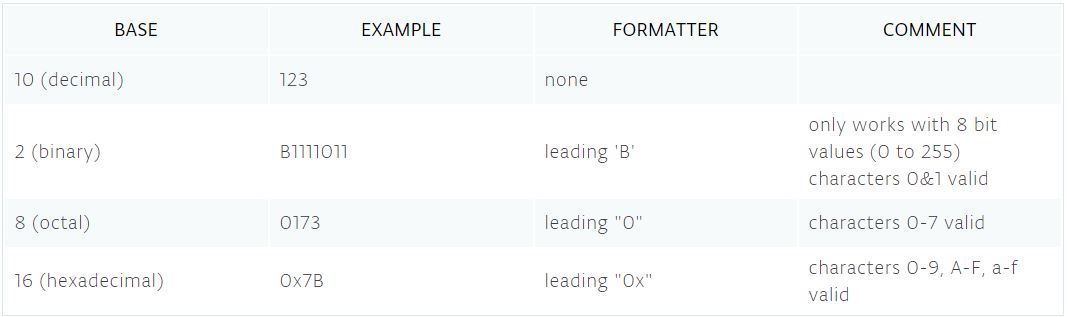 BASE EXAMPLE FORMATTER COMMENT
10 (decimal) 123 none
2 (binary) B1111011 leading 'B' only works with 8 bit
values (0 to 255)
characters 0&1 valid
8 (octal) 0173 leading "0" characters 0-7 valid
16 (hexadecimal) 0x7B leading "0x" characters 0-9, A-F, a-f
valid